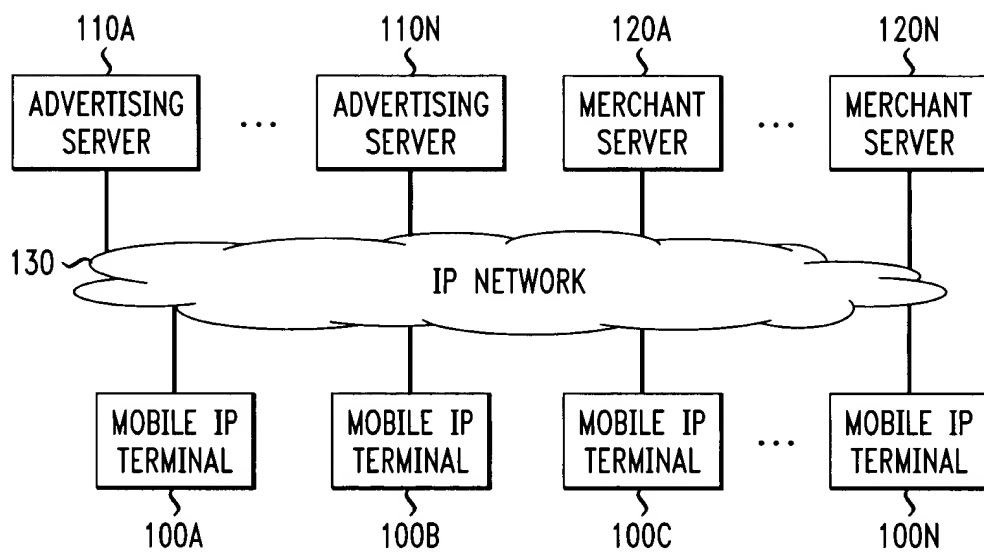 110A 110N 120A 120N
ADVERTISING SERVER ... ADVERTISING SERVER MERCHANT SERVER ... MERCHANT SERVER
130
IP NETWORK
MOBILE IP TERMINAL MOBILE IP TERMINAL MOBILE IP TERMINAL ... MOBILE IP TERMINAL
100A 100B 100C 100N